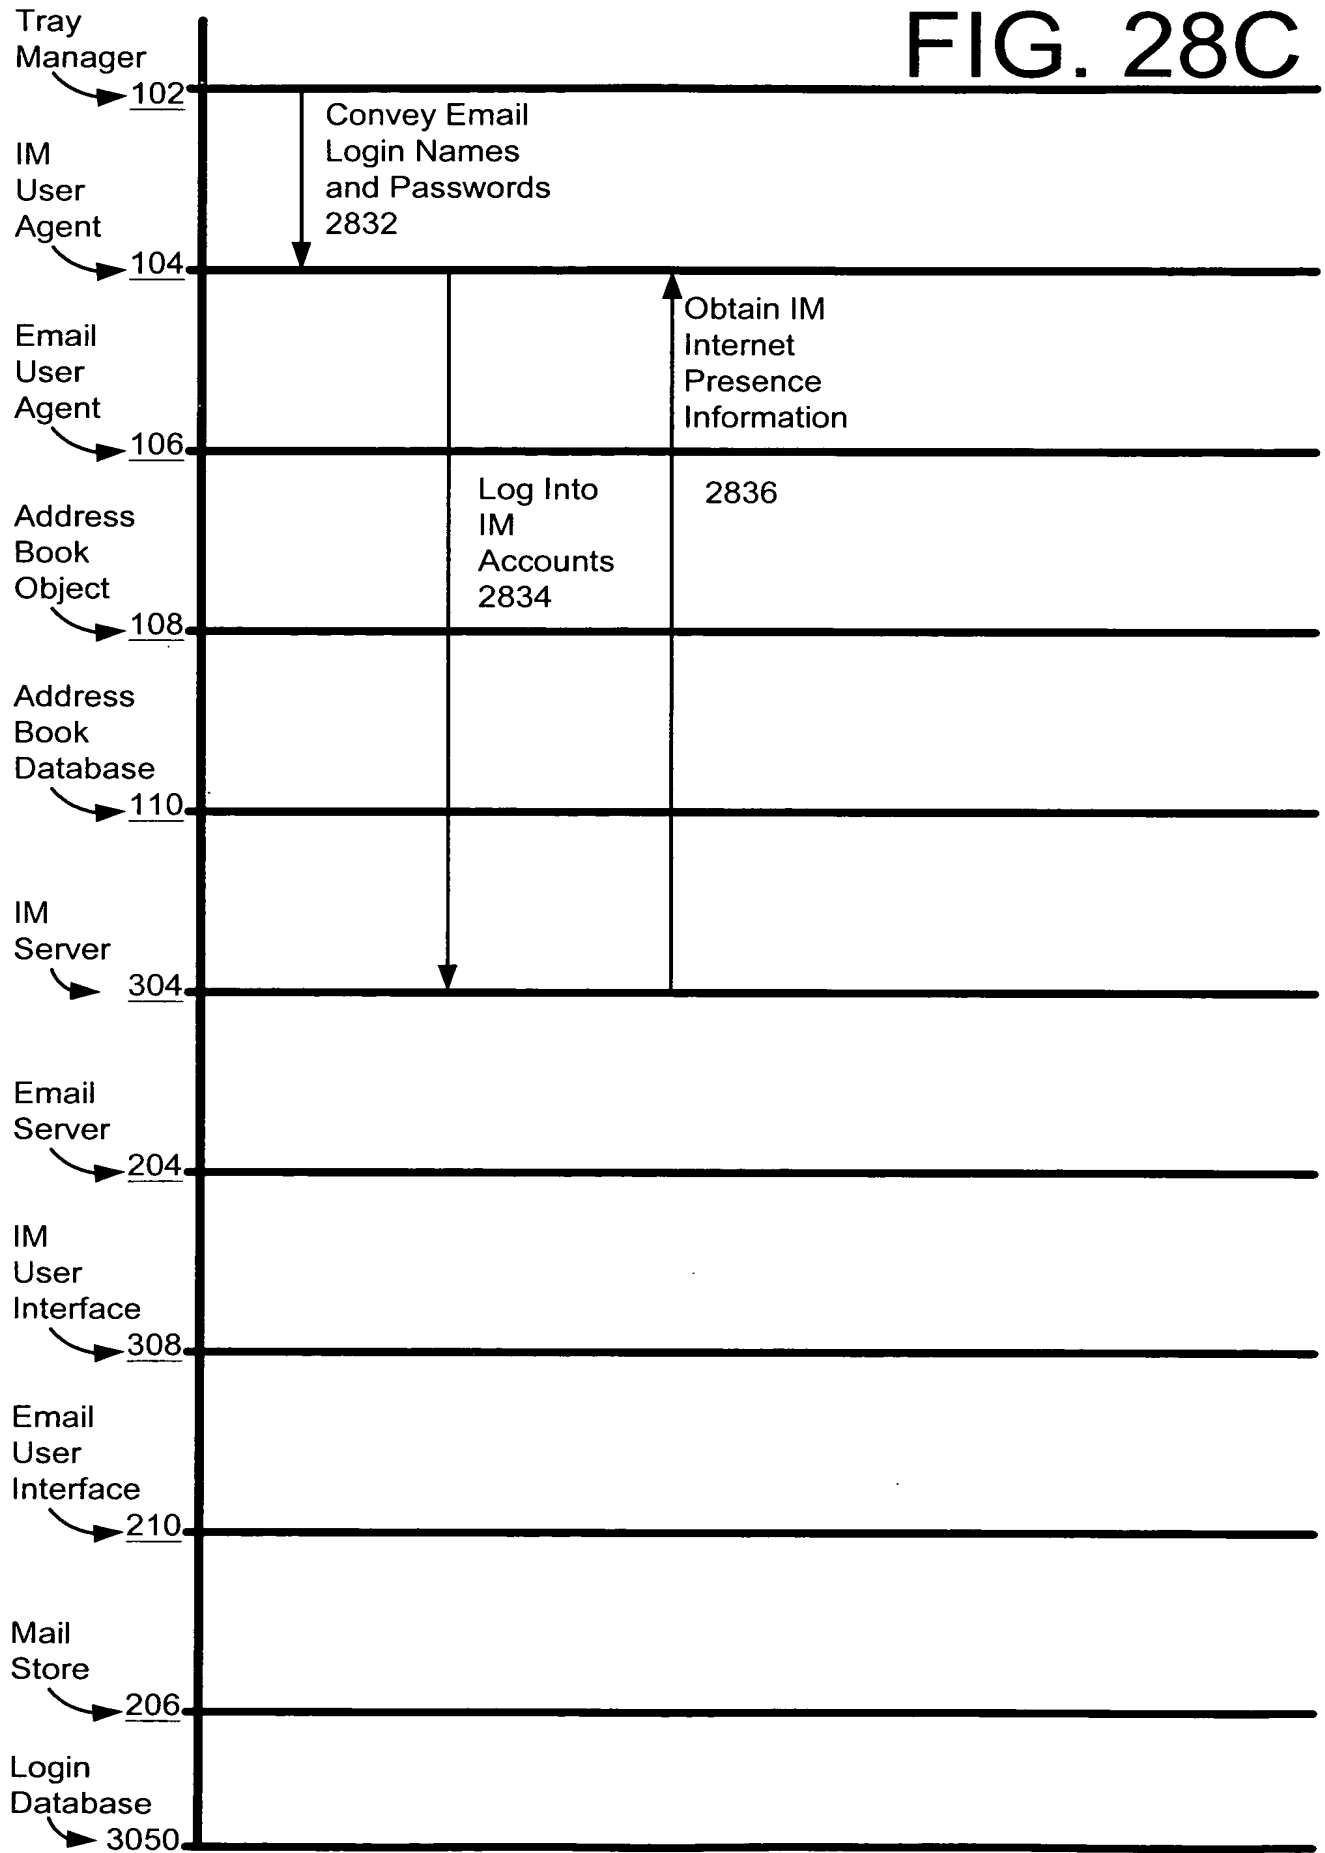 FIG. 28C
Tray
Manager
102
Convey Email
Login Names
and Passwords
2832
IM
User
Agent
104
Obtain IM
Internet
Presence
Information
2836
Email
User
Agent
106
Log Into
IM
Accounts
2834
Address
Book
Object
108
Address
Book
Database
110
IM
Server
304
Email
Server
204
IM
User
Interface
308
Email
User
Interface
210
Mail
Store
206
Login
Database
3050